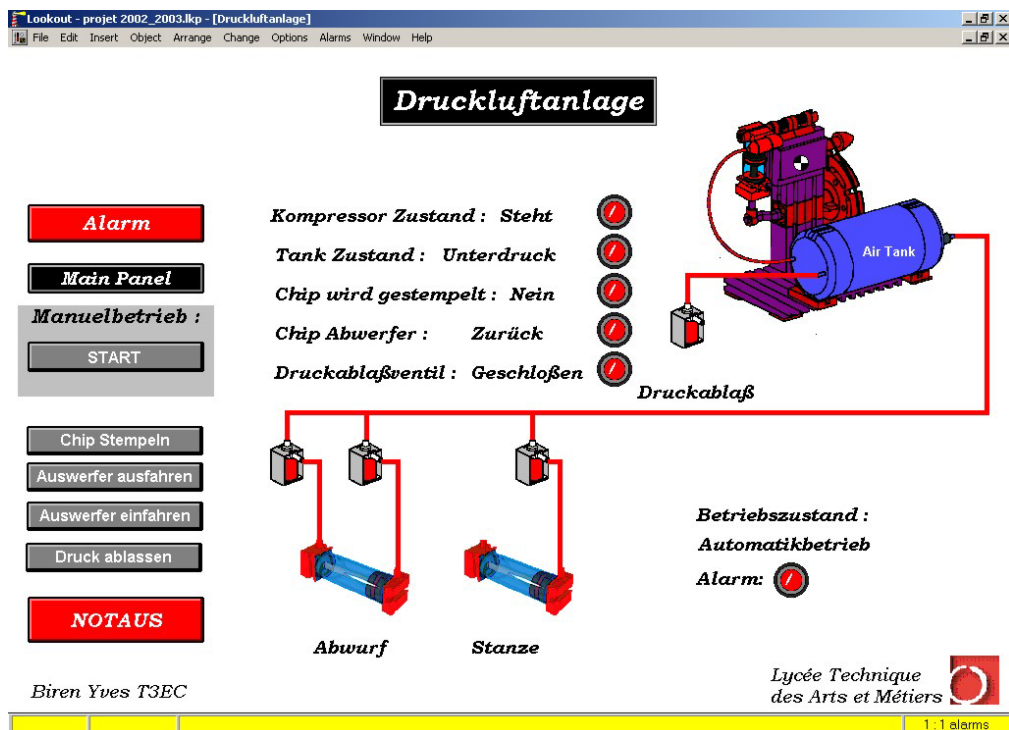 Lookout - projet 2002_2003.lkp - [Druckluftanlage]
File Edit Insert Object Arrange Change Options Alarms Window Help
Druckluftanlage
Alarm
Main Panel
Manuelbetrieb :
START
Chip Stempeln
Auswerfer ausfahren
Auswerfer einfahren
Druck ablassen
NOTAUS
Biren Yves T3EC
Kompressor Zustand : Steht
Tank Zustand : Unterdruck
Chip wird gestempelt : Nein
Chip Abwerfer : Zurück
Druckablaßventil : Geschloßen
Air Tank
Druckablaß
Abwurf
Stanze
Betriebszustand :
Automatikbetrieb
Alarm:
Lycée Technique
des Arts et Métiers
1 : 1 alarms